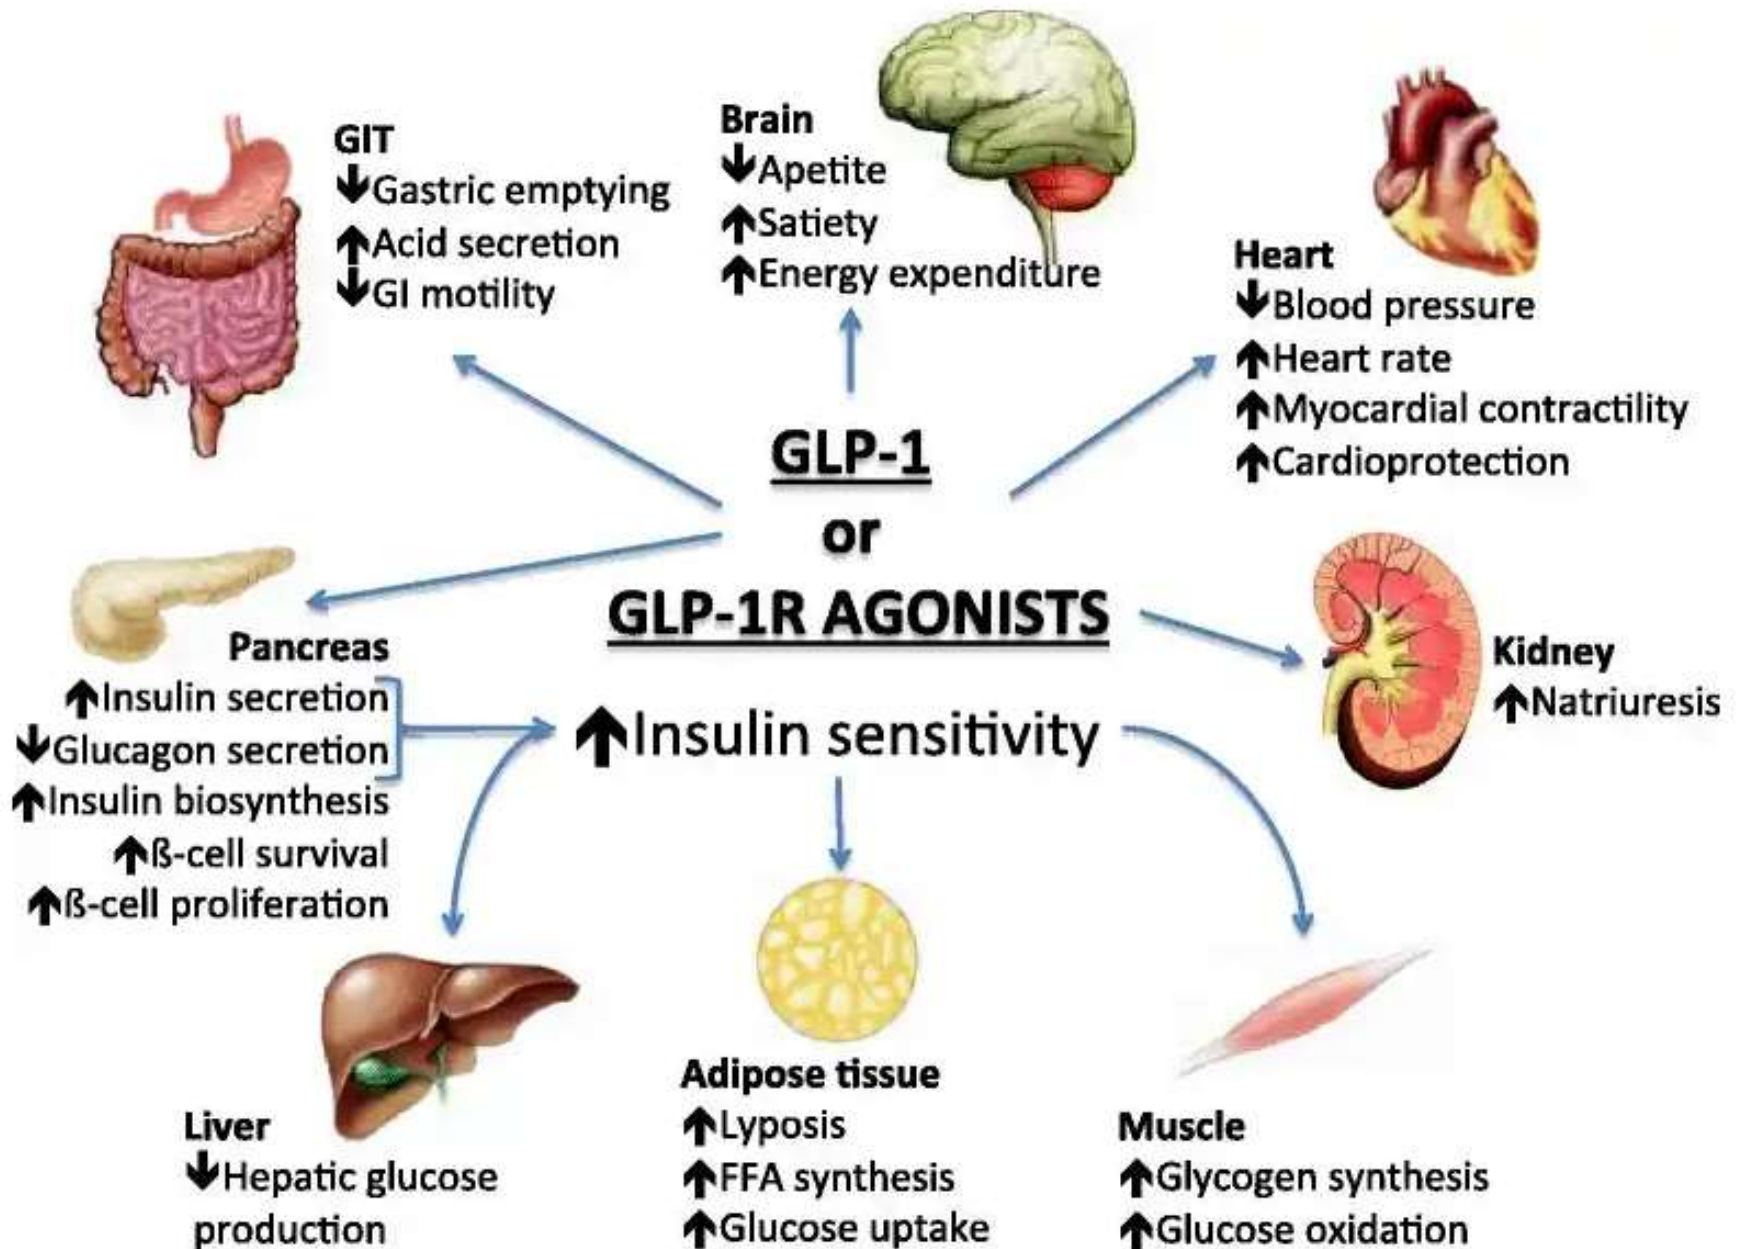 GIT
↓Gastric emptying
↑Acid secretion
↓GI motility
Brain
↓Apetite
↑Satiety
↑Energy expenditure
Heart
↓Blood pressure
↑Heart rate
↑Myocardial contractility
↑Cardioprotection
GLP-1
or
GLP-1R AGONISTS
Pancreas
↑Insulin secretion
↓Glucagon secretion
↑Insulin biosynthesis
↑ß-cell survival
↑ß-cell proliferation
↑Insulin sensitivity
Kidney
↑Natriuresis
Liver
↓Hepatic glucose
production
Adipose tissue
↑Lyposis
↑FFA synthesis
↑Glucose uptake
Muscle
↑Glycogen synthesis
↑Glucose oxidation